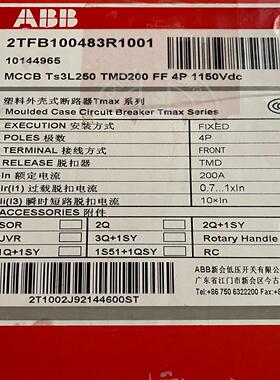 ABB
2TFB100483R1001
10144965
MCCB Ts3L250 TMD200 FF 4P 1150Vdc
塑料外壳式断路器Tmax 系列
Moulded Case Circuit Breaker Tmax Series
EXECUTION 安装方式 FIXED
POLES 极数 4P
TERMINAL 接线方式 FRONT
RELEASE 脱扣器 TMD
In 额定电流 200A
Ir(I1) 过载脱扣电流 0.7...1xIn
Ii(I3) 瞬时短路脱扣电流 10×In
ACCESSORIES 附件
SOR 2Q 2Q+1SY
UVR 3Q+1SY Rotary Handle
1Q+1SY 1S51+1QSY RC
2T1002J92144600ST
ABB新会低压开关有限公司
广东省江门市新会今古
Tel:+86 750 6322200 Fax:+86